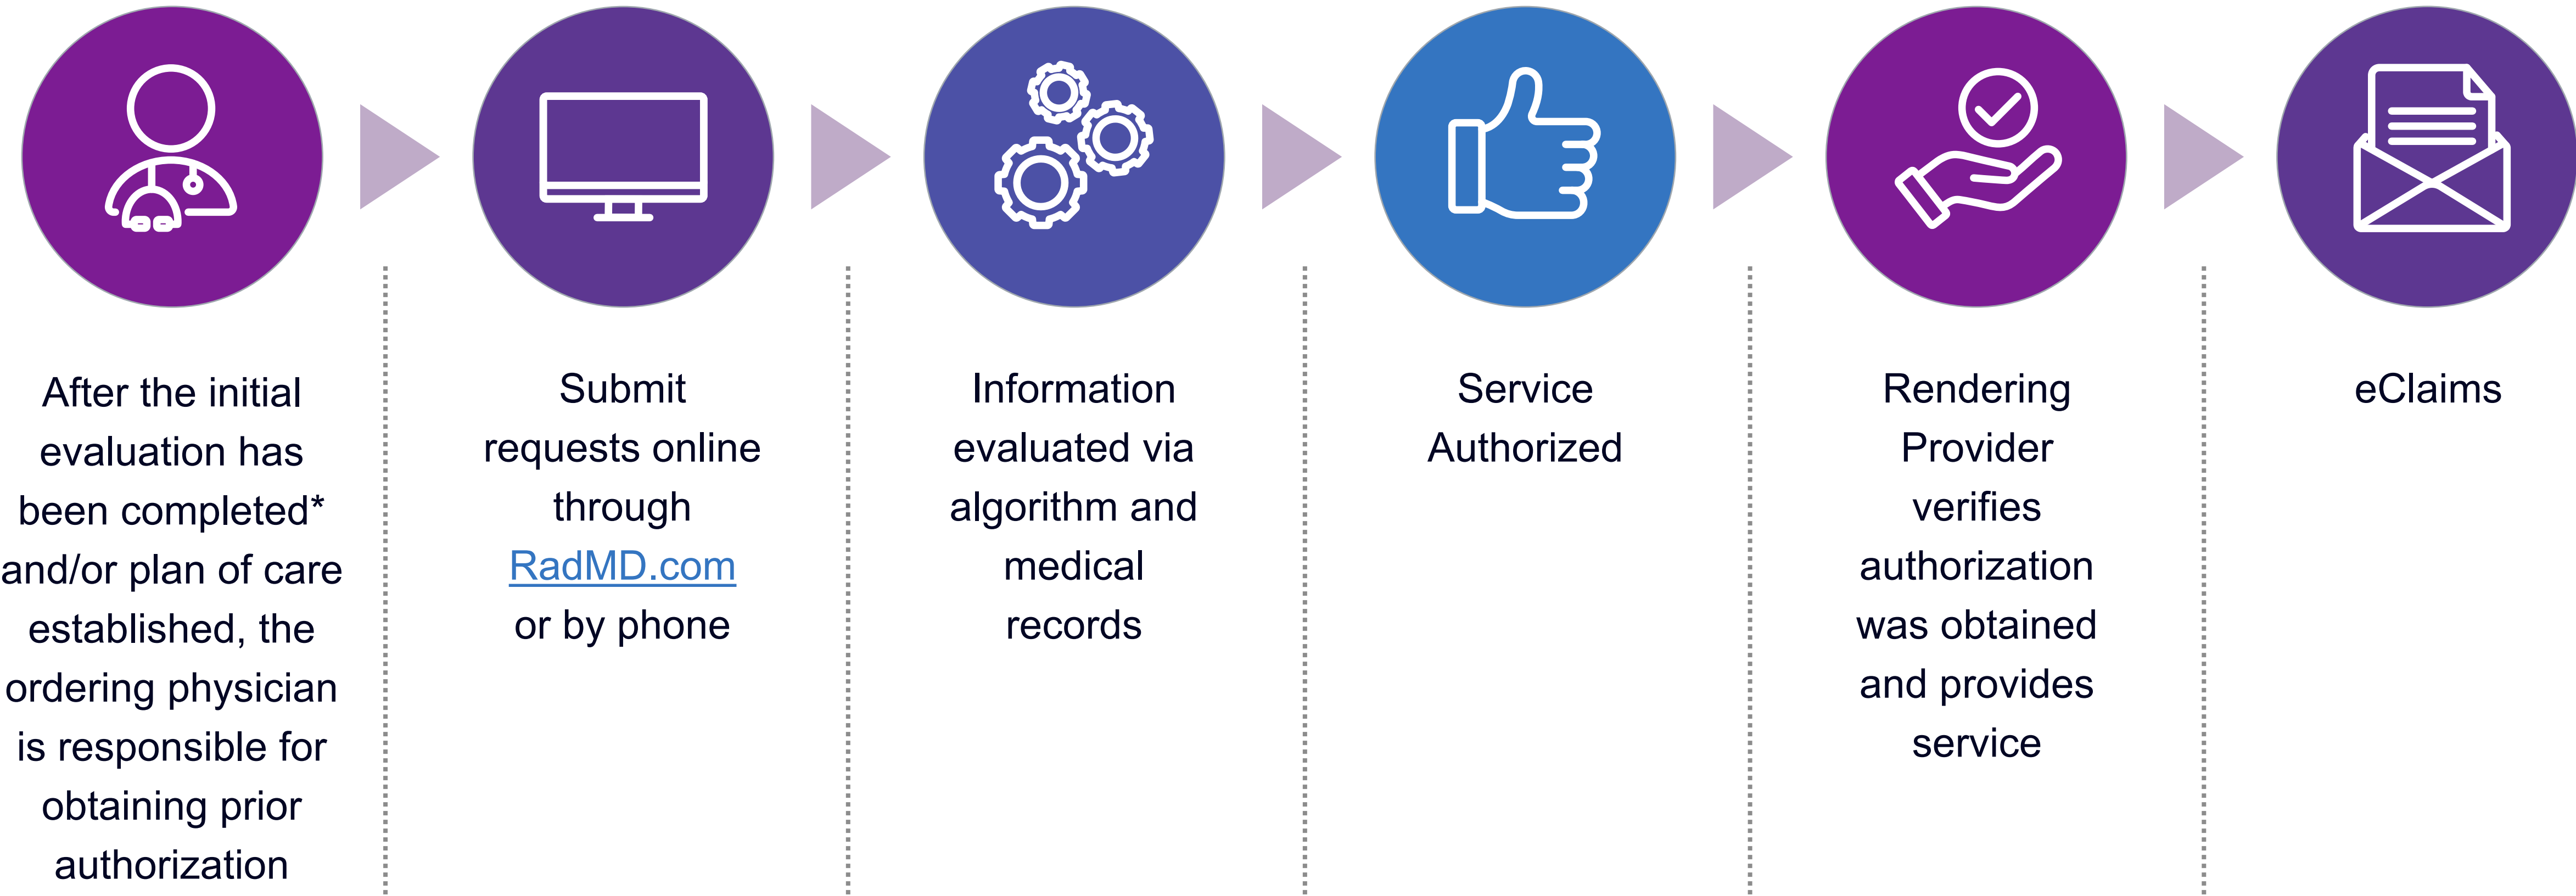 After the initial
evaluation has
been completed*
and/or plan of care
established, the
ordering physician
is responsible for
obtaining prior
authorization
Submit
requests online
through
RadMD.com
or by phone
Information
evaluated via
algorithm and
medical
records
Service
Authorized
Rendering
Provider
verifies
authorization
was obtained
and provides
service
eClaims